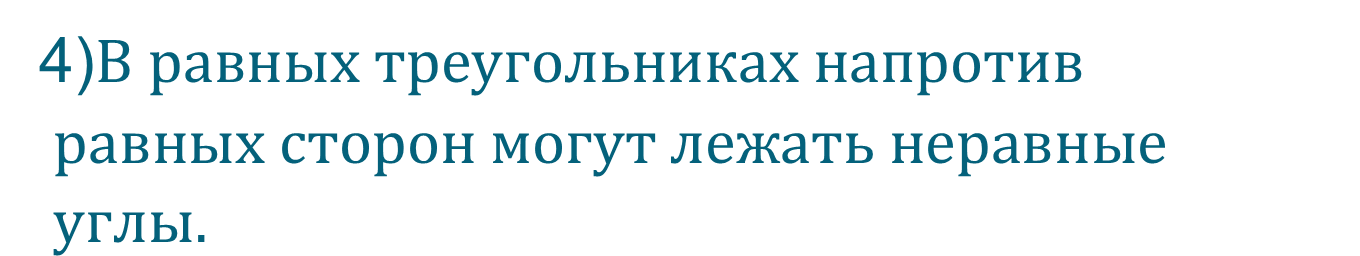 4)В равных треугольниках напротив
равных сторон могут лежать неравные
углы.